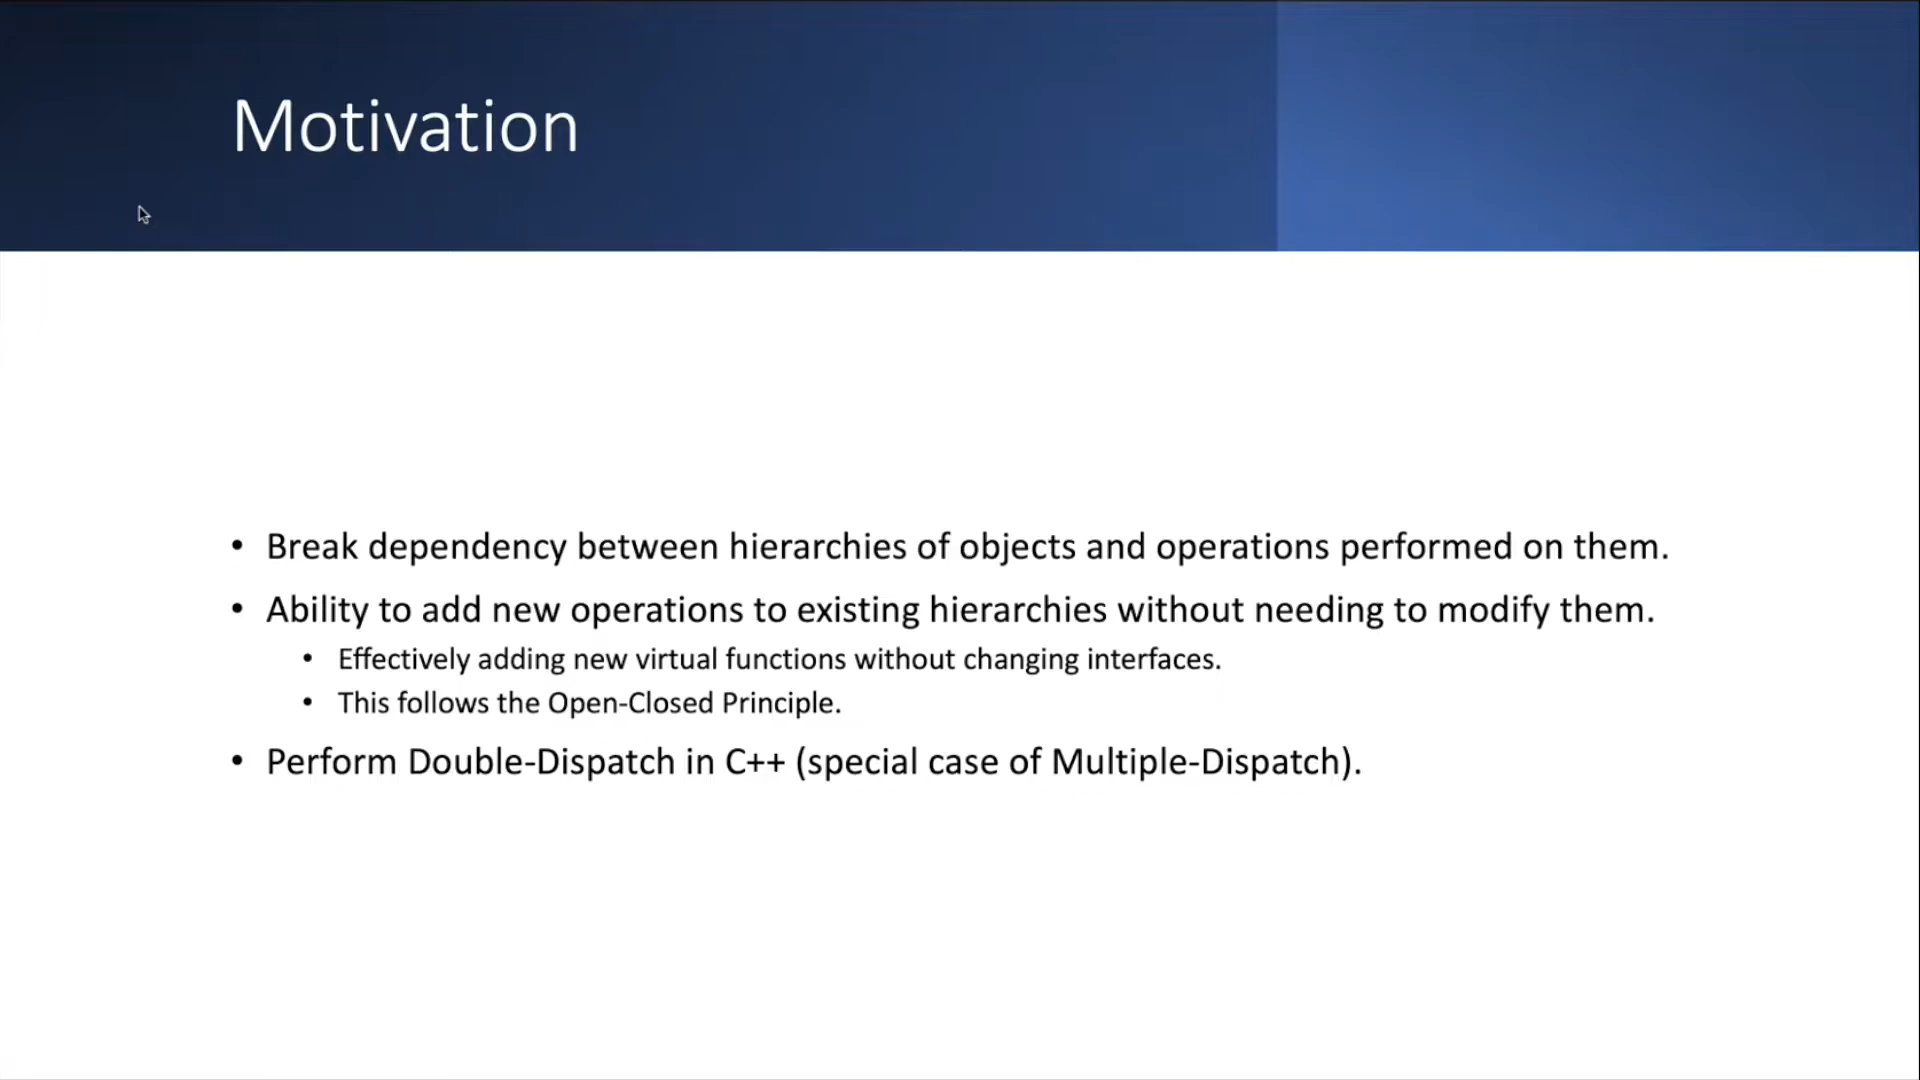 Motivation
• Break dependency between hierarchies of objects and operations performed on them.
• Ability to add new operations to existing hierarchies without needing to modify them.
• Effectively adding new virtual functions without changing interfaces.
• This follows the Open-Closed Principle.
• Perform Double-Dispatch in C++ (special case of Multiple-Dispatch).